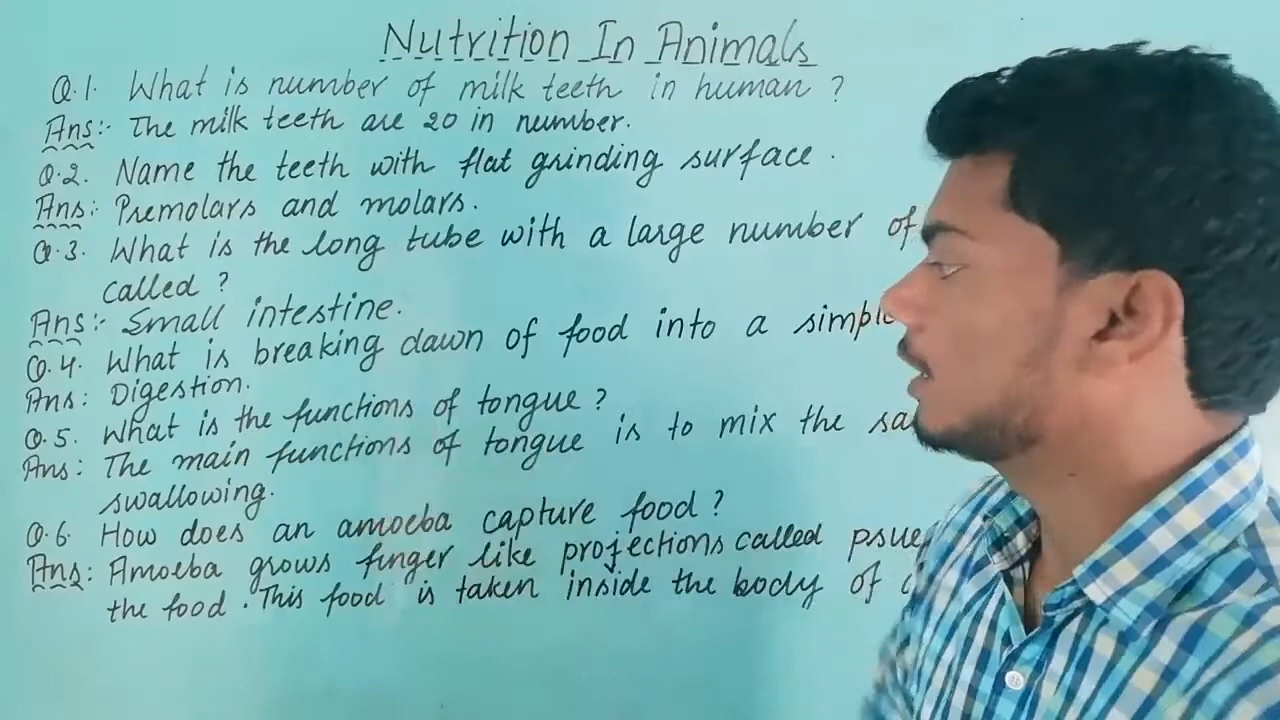 Nutrition In Animals
Q.1. What is number of milk teeth in human ?
Ans:- The milk teeth are 20 in number.
Q.2. Name the teeth with flat grinding surface.
Ans:- Premolars and molars.
Q.3. What is the long tube with a large number of
called ?
Ans:- Small intestine.
Q.4. What is breaking dawn of food into a simple
Ans: Digestion.
Q.5. What is the functions of tongue ?
Ans: The main functions of tongue is to mix the sa
swallowing.
Q.6. How does an amoeba capture food ?
Ans: Amoeba grows finger like projections called psue
the food. This food is taken inside the body of